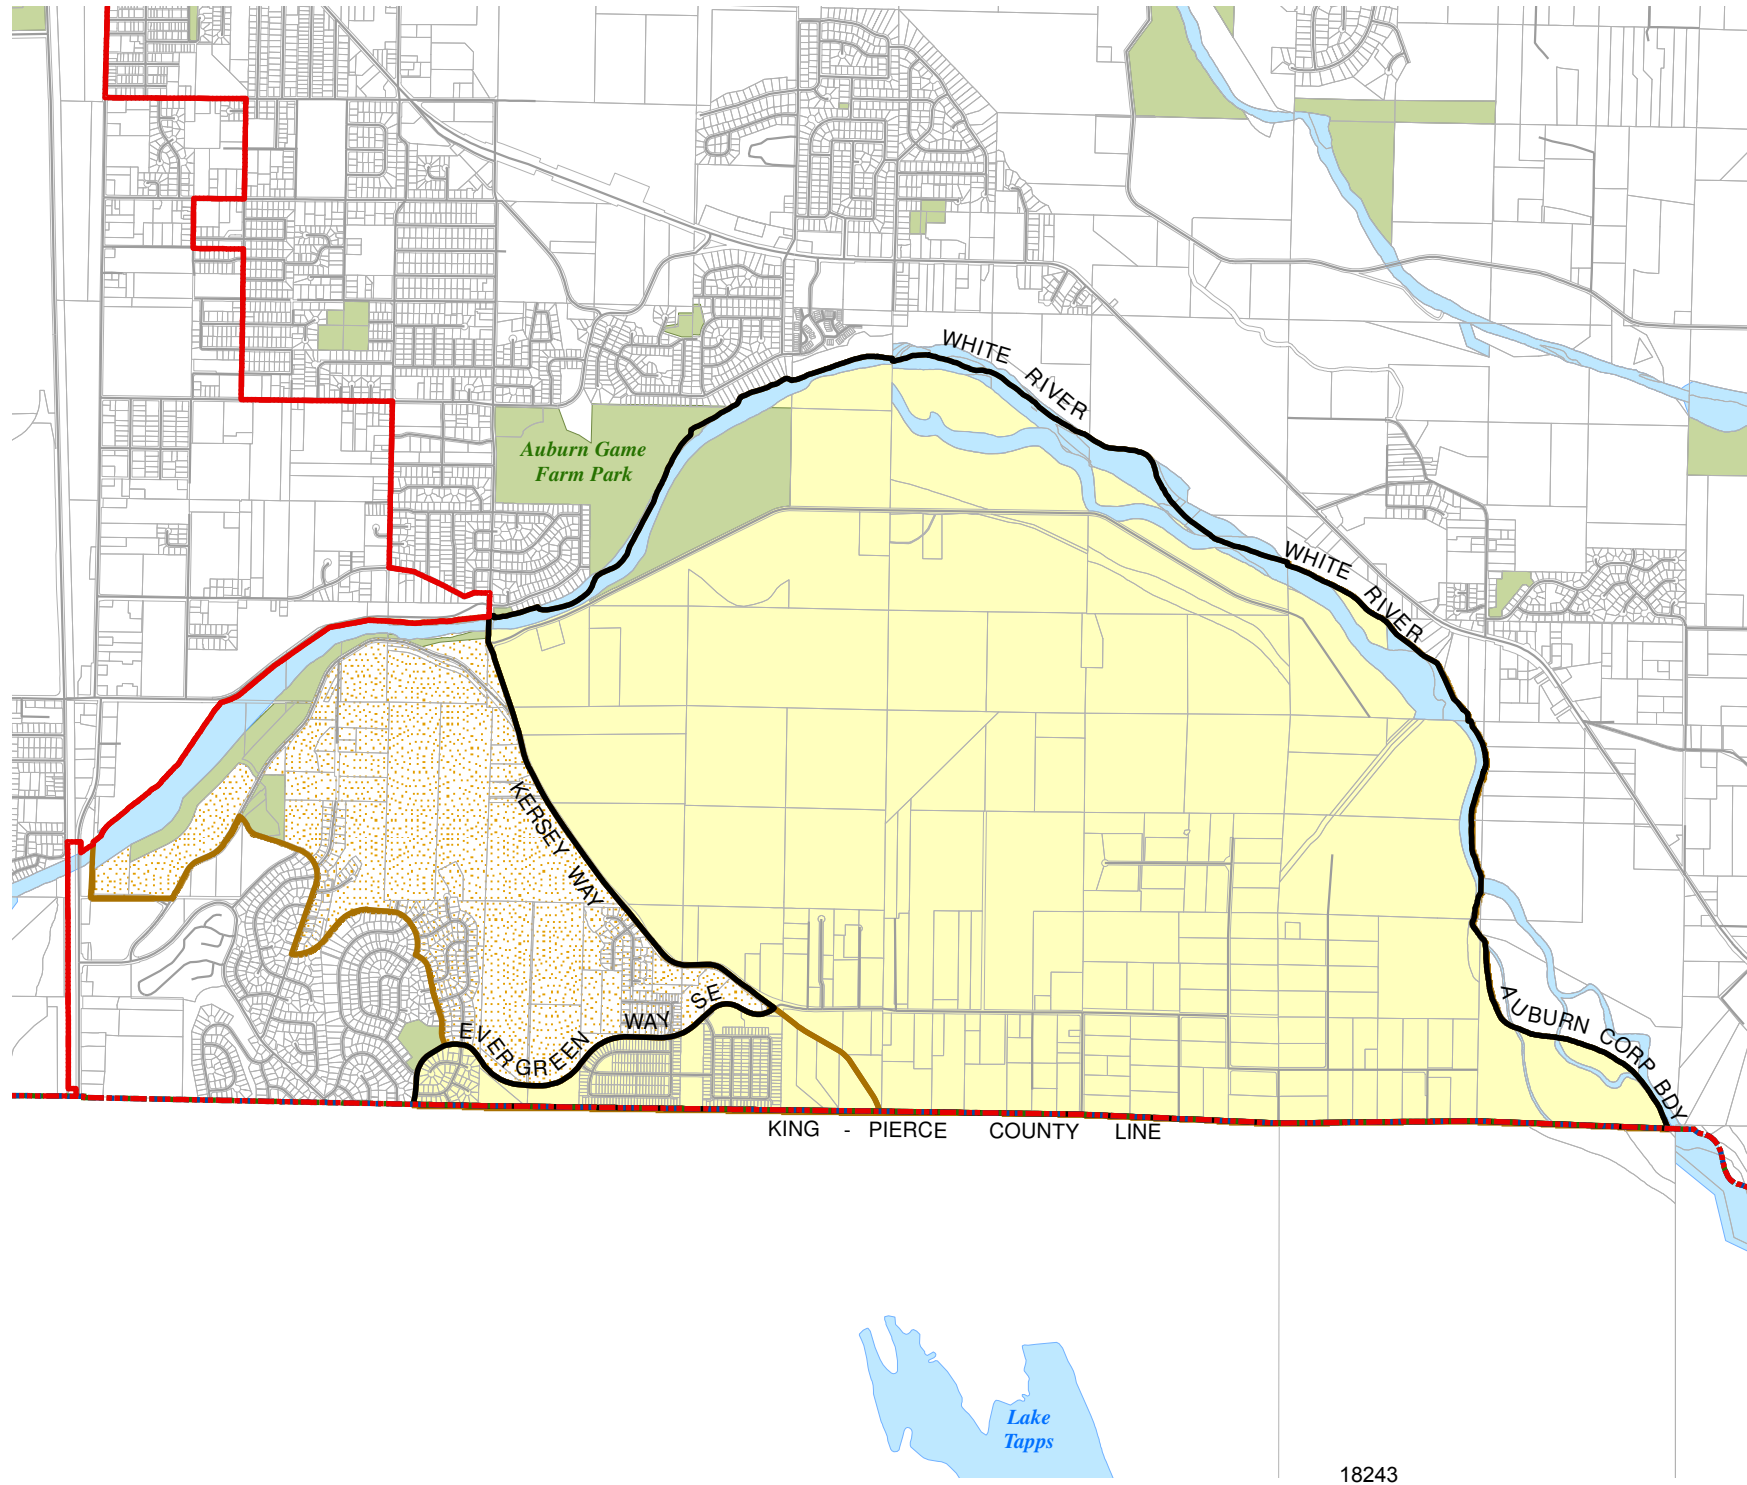 WHITE
RIVER
Auburn Game
Farm Park
WHITE
RIVER
KERSEY WAY
EVERGREEN WAY SE
AUBURN CORP BDY
KING - PIERCE COUNTY LINE
Lake
Tapps
18243